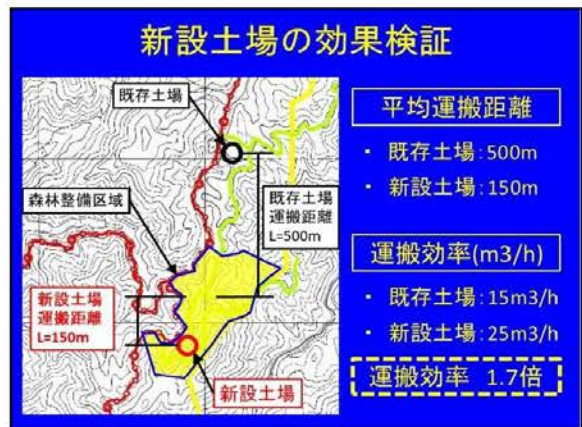 新設土場の効果検証
既存土場
森林整備区域
既存土場
運搬距離
L=500m
新設土場
運搬距離
L=150m
新設土場
平均運搬距離
・ 既存土場:500m
・ 新設土場:150m
運搬効率(m3/h)
・ 既存土場:15m3/h
・ 新設土場:25m3/h
運搬効率 1.7倍